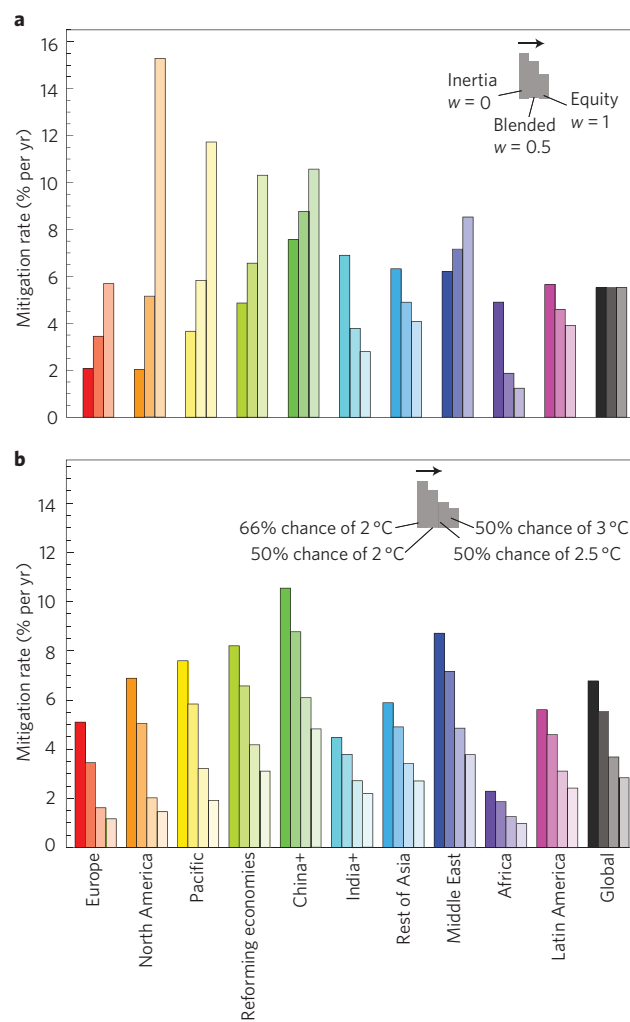 a
16
14
12
10
8
6
4
2
0
Mitigation rate (% per yr)
Inertia
w = 0
Equity
w = 1
Blended
w = 0.5
b
14
12
10
8
6
4
2
0
Mitigation rate (% per yr)
66% chance of 2 °C
50% chance of 3 °C
50% chance of 2 °C
50% chance of 2.5 °C
Europe
North America
Pacific
Reforming economies
China+
India+
Rest of Asia
Middle East
Africa
Latin America
Global